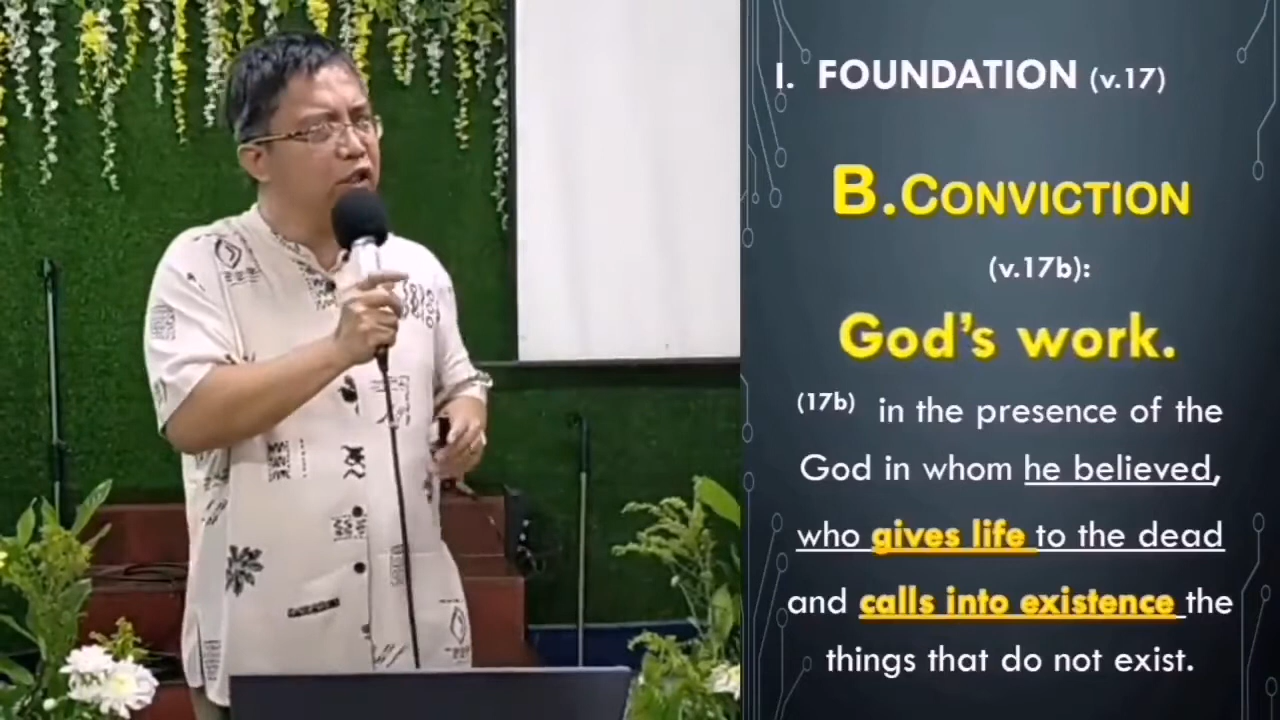 I. FOUNDATION (v.17)
B.CONVICTION
(v.17b):
God's work.
(17b) in the presence of the
God in whom he believed,
who gives life to the dead
and calls into existence the
things that do not exist.